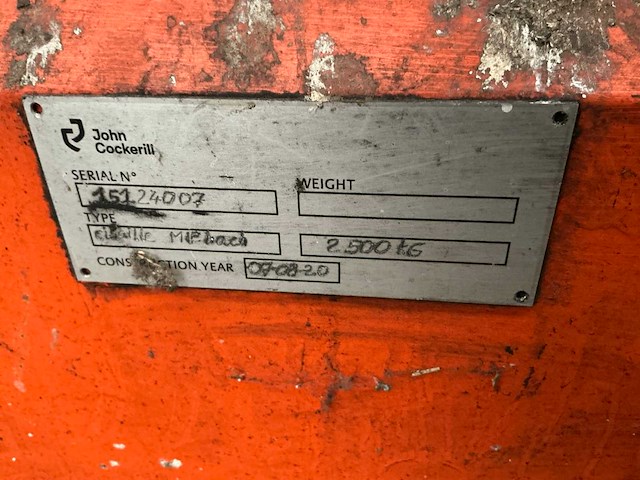 John
Cockerill
SERIAL N° WEIGHT
15124007
TYPE
2.500 KG
CONSTRUCTION YEAR 07-08-20